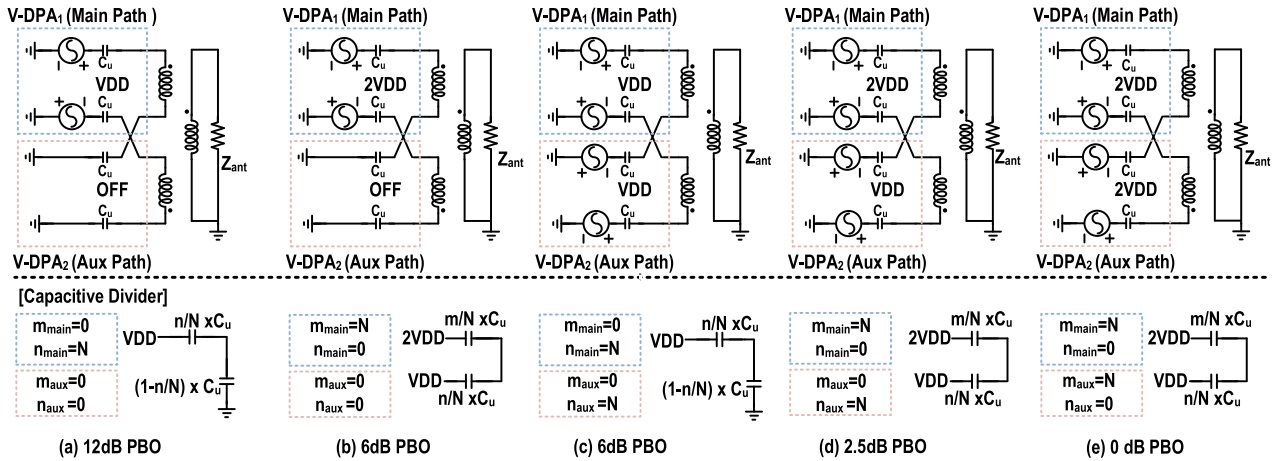 V-DPA1 (Main Path )
V-DPA1 (Main Path)
V-DPA1 (Main Path)
V-DPA1 (Main Path)
V-DPA1 (Main Path)
Cu
VDD
Cu
Cu
OFF
Cu
Zant
Cu
2VDD
Cu
Cu
OFF
Cu
Zant
Cu
VDD
Cu
Cu
VDD
Cu
Zant
Cu
2VDD
Cu
Cu
VDD
Cu
Zant
Cu
2VDD
Cu
Cu
2VDD
Cu
Zant
V-DPA2 (Aux Path)
V-DPA2 (Aux Path)
V-DPA2 (Aux Path)
V-DPA2 (Aux Path)
V-DPA2 (Aux Path)
[Capacitive Divider]
mmain=0
nmain=N
maux=0
naux=0
n/N xCu
VDD
(1-n/N) x Cu
mmain=N
nmain=0
maux=0
naux=0
m/N xCu
2VDD
VDD
n/N xCu
mmain=0
nmain=N
maux=0
naux=N
n/N xCu
VDD
(1-n/N) x Cu
mmain=N
nmain=0
maux=0
naux=N
m/N xCu
2VDD
VDD
n/N xCu
mmain=N
nmain=0
maux=N
naux=0
m/N xCu
2VDD
VDD
n/N xCu
(a) 12dB PBO
(b) 6dB PBO
(c) 6dB PBO
(d) 2.5dB PBO
(e) 0 dB PBO